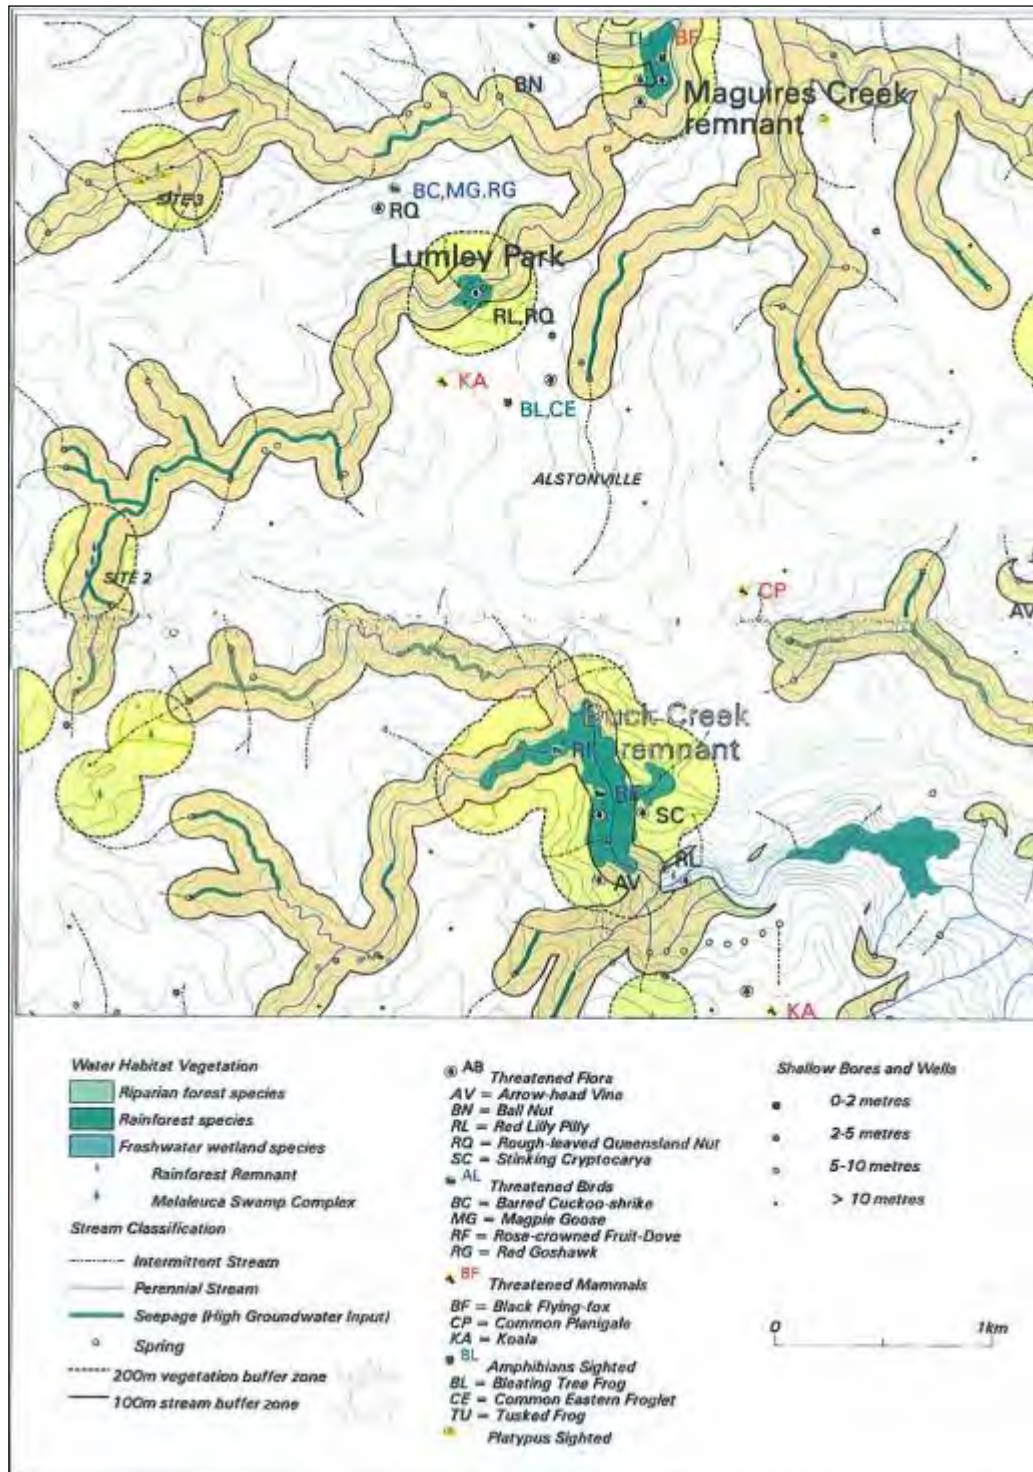 TU BF
BN
Maguires Creek
remnant
SITE 3
BC,MG.RG
RQ
Lumley Park
RL,RQ
KA
BL,CE
ALSTONVILLE
SITE 2
CP
AV
Duck Creek
remnant
SC
RL
AV
KA
Water Habitat Vegetation
Riparian forest species
Rainforest species
Freshwater wetland species
Rainforest Remnant
Melaleuca Swamp Complex
Stream Classification
Intermittent Stream
Perennial Stream
Seepage (High Groundwater Input)
Spring
200m vegetation buffer zone
100m stream buffer zone
AB
Threatened Flora
AV = Arrow-head Vine
BN = Ball Nut
RL = Red Lilly Pilly
RQ = Rough-leaved Queensland Nut
SC = Stinking Cryptocarya
AL
Threatened Birds
BC = Barred Cuckoo-shrike
MG = Magpie Goose
RF = Rose-crowned Fruit-Dove
RG = Red Goshawk
BF
Threatened Mammals
BF = Black Flying-fox
CP = Common Planigale
KA = Koala
BL
Amphibians Sighted
BL = Bleating Tree Frog
CE = Common Eastern Froglet
TU = Tusked Frog
Platypus Sighted
Shallow Bores and Wells
0-2 metres
2-5 metres
5-10 metres
> 10 metres
0 1km